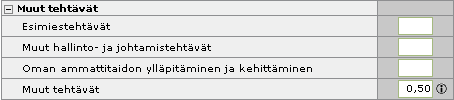 Muut tehtävät
Esimiestehtävät
Muut hallinto- ja johtamistehtävät
Oman ammattitaidon ylläpitäminen ja kehittäminen
Muut tehtävät 0,50